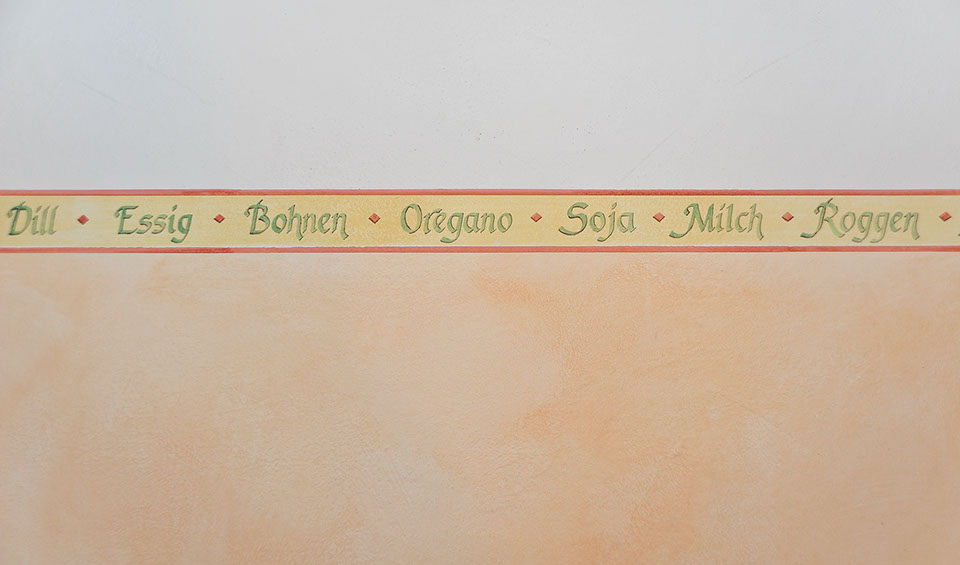 Dill ◆ Essig ◆ Bohnen ◆ Oregano ◆ Soja ◆ Milch ◆ Roggen ◆